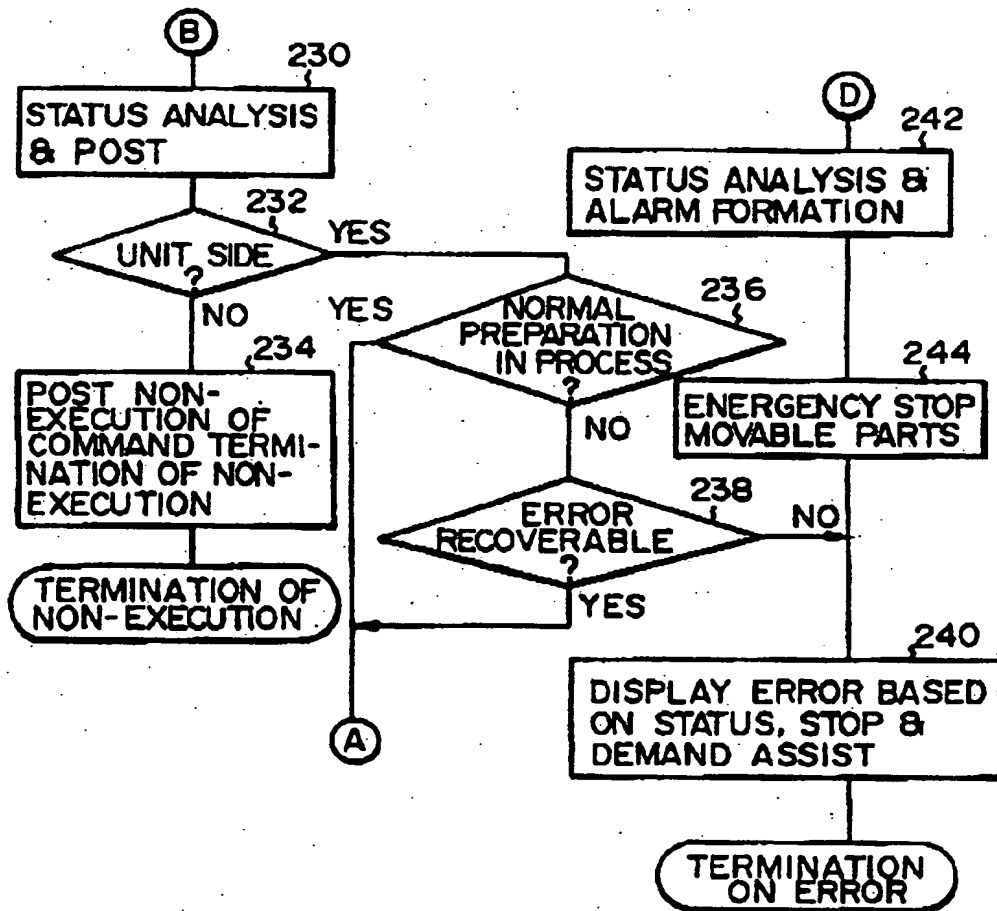 B
230
STATUS ANALYSIS
& POST
232
UNIT SIDE
?
YES
NO
234
POST NON-
EXECUTION OF
COMMAND TERMI-
NATION OF NON-
EXECUTION
TERMINATION OF
NON-EXECUTION
236
NORMAL
PREPARATION
IN PROCESS
?
YES
NO
238
ERROR
RECOVERABLE
?
NO
YES
A
D
242
STATUS ANALYSIS &
ALARM FORMATION
244
ENERGENCY STOP
MOVABLE PARTS
240
DISPLAY ERROR BASED
ON STATUS, STOP &
DEMAND ASSIST
TERMINATION
ON ERROR